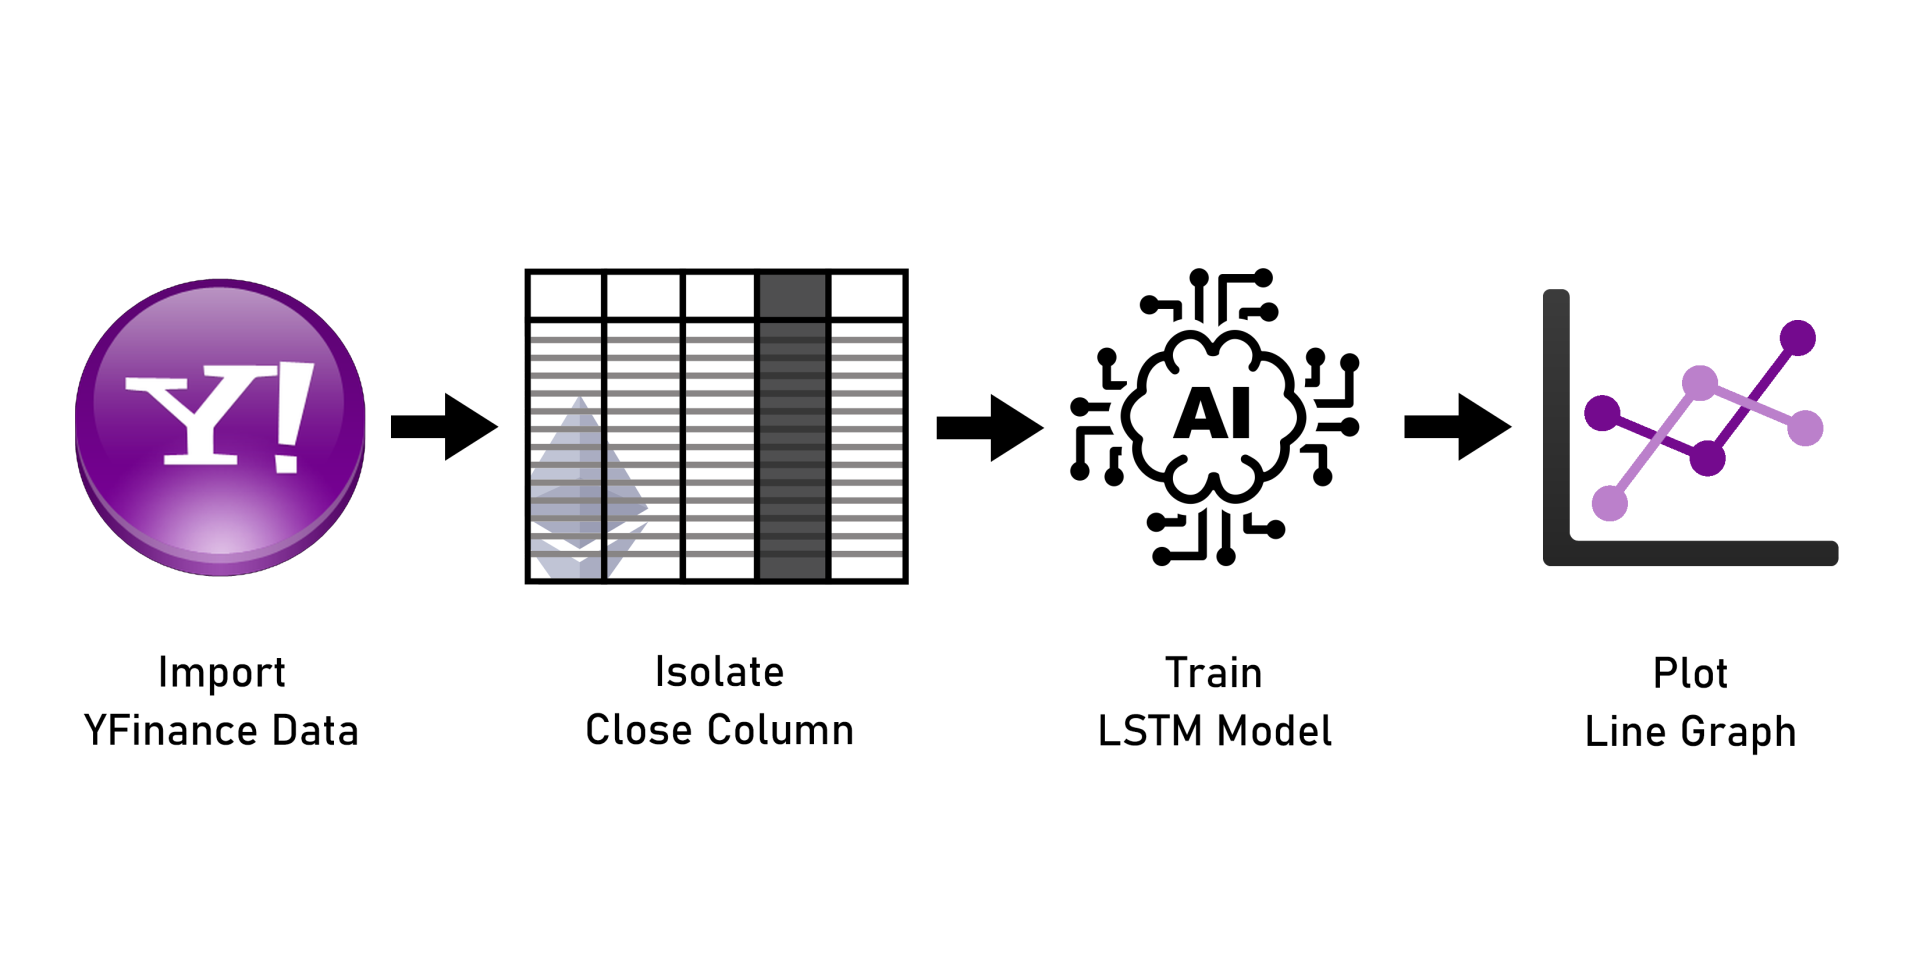 Y!
AI
Import
YFinance Data
Isolate
Close Column
Train
LSTM Model
Plot
Line Graph